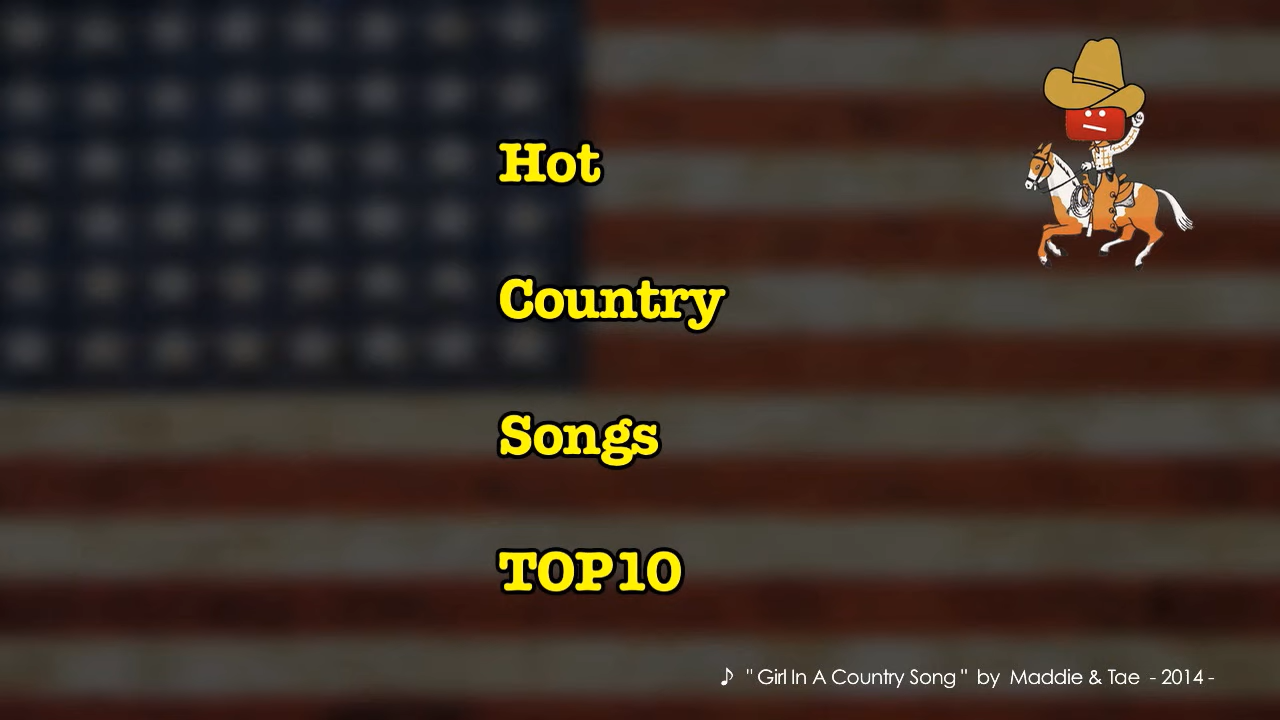 Hot
Country
Songs
TOP10
♪ "Girl In A Country Song" by Maddie & Tae - 2014 -